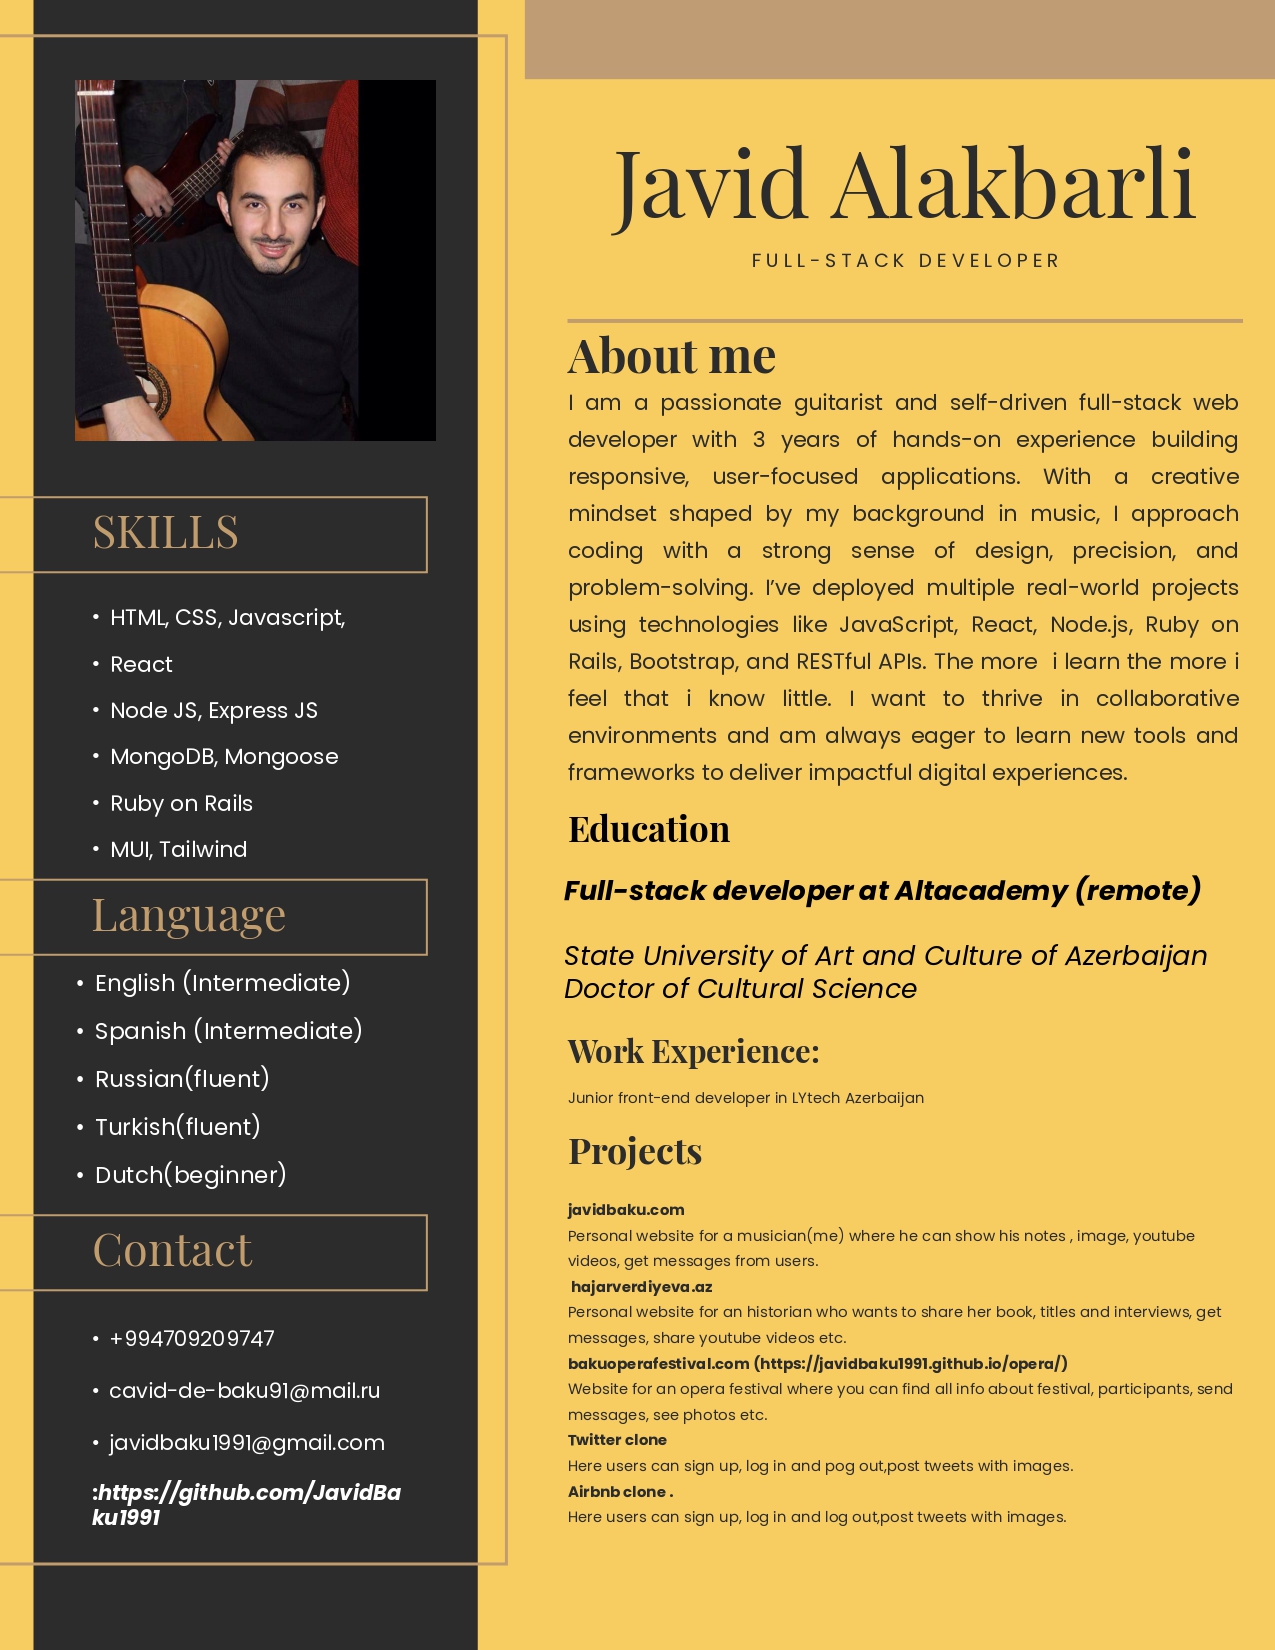 SKILLS
• HTML, CSS, Javascript,
• React
• Node JS, Express JS
• MongoDB, Mongoose
• Ruby on Rails
• MUI, Tailwind
Language
• English (Intermediate)
• Spanish (Intermediate)
• Russian(fluent)
• Turkish(fluent)
• Dutch(beginner)
Contact
• +994709209747
• cavid-de-baku91@mail.ru
• javidbaku1991@gmail.com
:https://github.com/JavidBa
ku1991
Javid Alakbarli
FULL-STACK DEVELOPER
About me
I am a passionate guitarist and self-driven full-stack web
developer with 3 years of hands-on experience building
responsive, user-focused applications. With a creative
mindset shaped by my background in music, I approach
coding with a strong sense of design, precision, and
problem-solving. I’ve deployed multiple real-world projects
using technologies like JavaScript, React, Node.js, Ruby on
Rails, Bootstrap, and RESTful APIs. The more i learn the more i
feel that i know little. I want to thrive in collaborative
environments and am always eager to learn new tools and
frameworks to deliver impactful digital experiences.
Education
Full-stack developer at Altacademy (remote)
State University of Art and Culture of Azerbaijan
Doctor of Cultural Science
Work Experience:
Junior front-end developer in LYtech Azerbaijan
Projects
javidbaku.com
Personal website for a musician(me) where he can show his notes , image, youtube
videos, get messages from users.
hajarverdiyeva.az
Personal website for an historian who wants to share her book, titles and interviews, get
messages, share youtube videos etc.
bakuoperafestival.com (https://javidbaku1991.github.io/opera/)
Website for an opera festival where you can find all info about festival, participants, send
messages, see photos etc.
Twitter clone
Here users can sign up, log in and pog out,post tweets with images.
Airbnb clone .
Here users can sign up, log in and log out,post tweets with images.